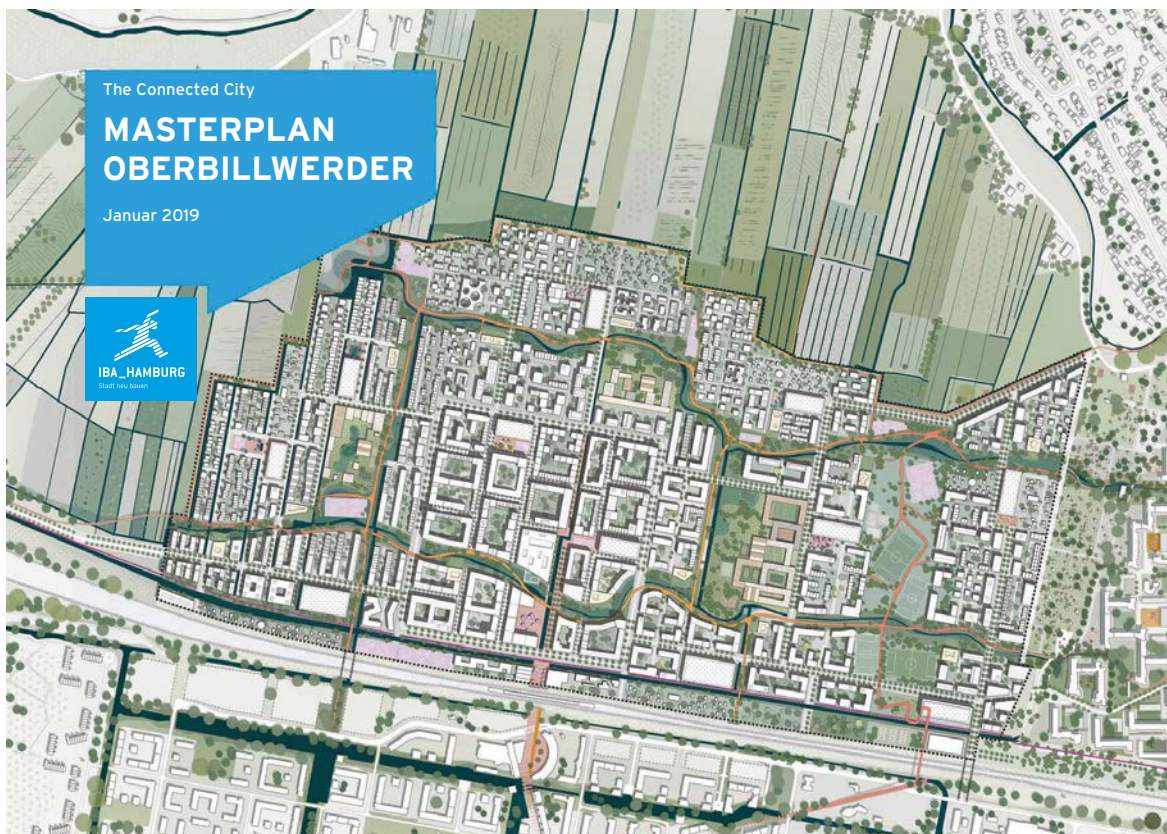 The Connected City
MASTERPLAN
OBERBILLWERDER
Januar 2019
IBA_HAMBURG
Stadt neu bauen